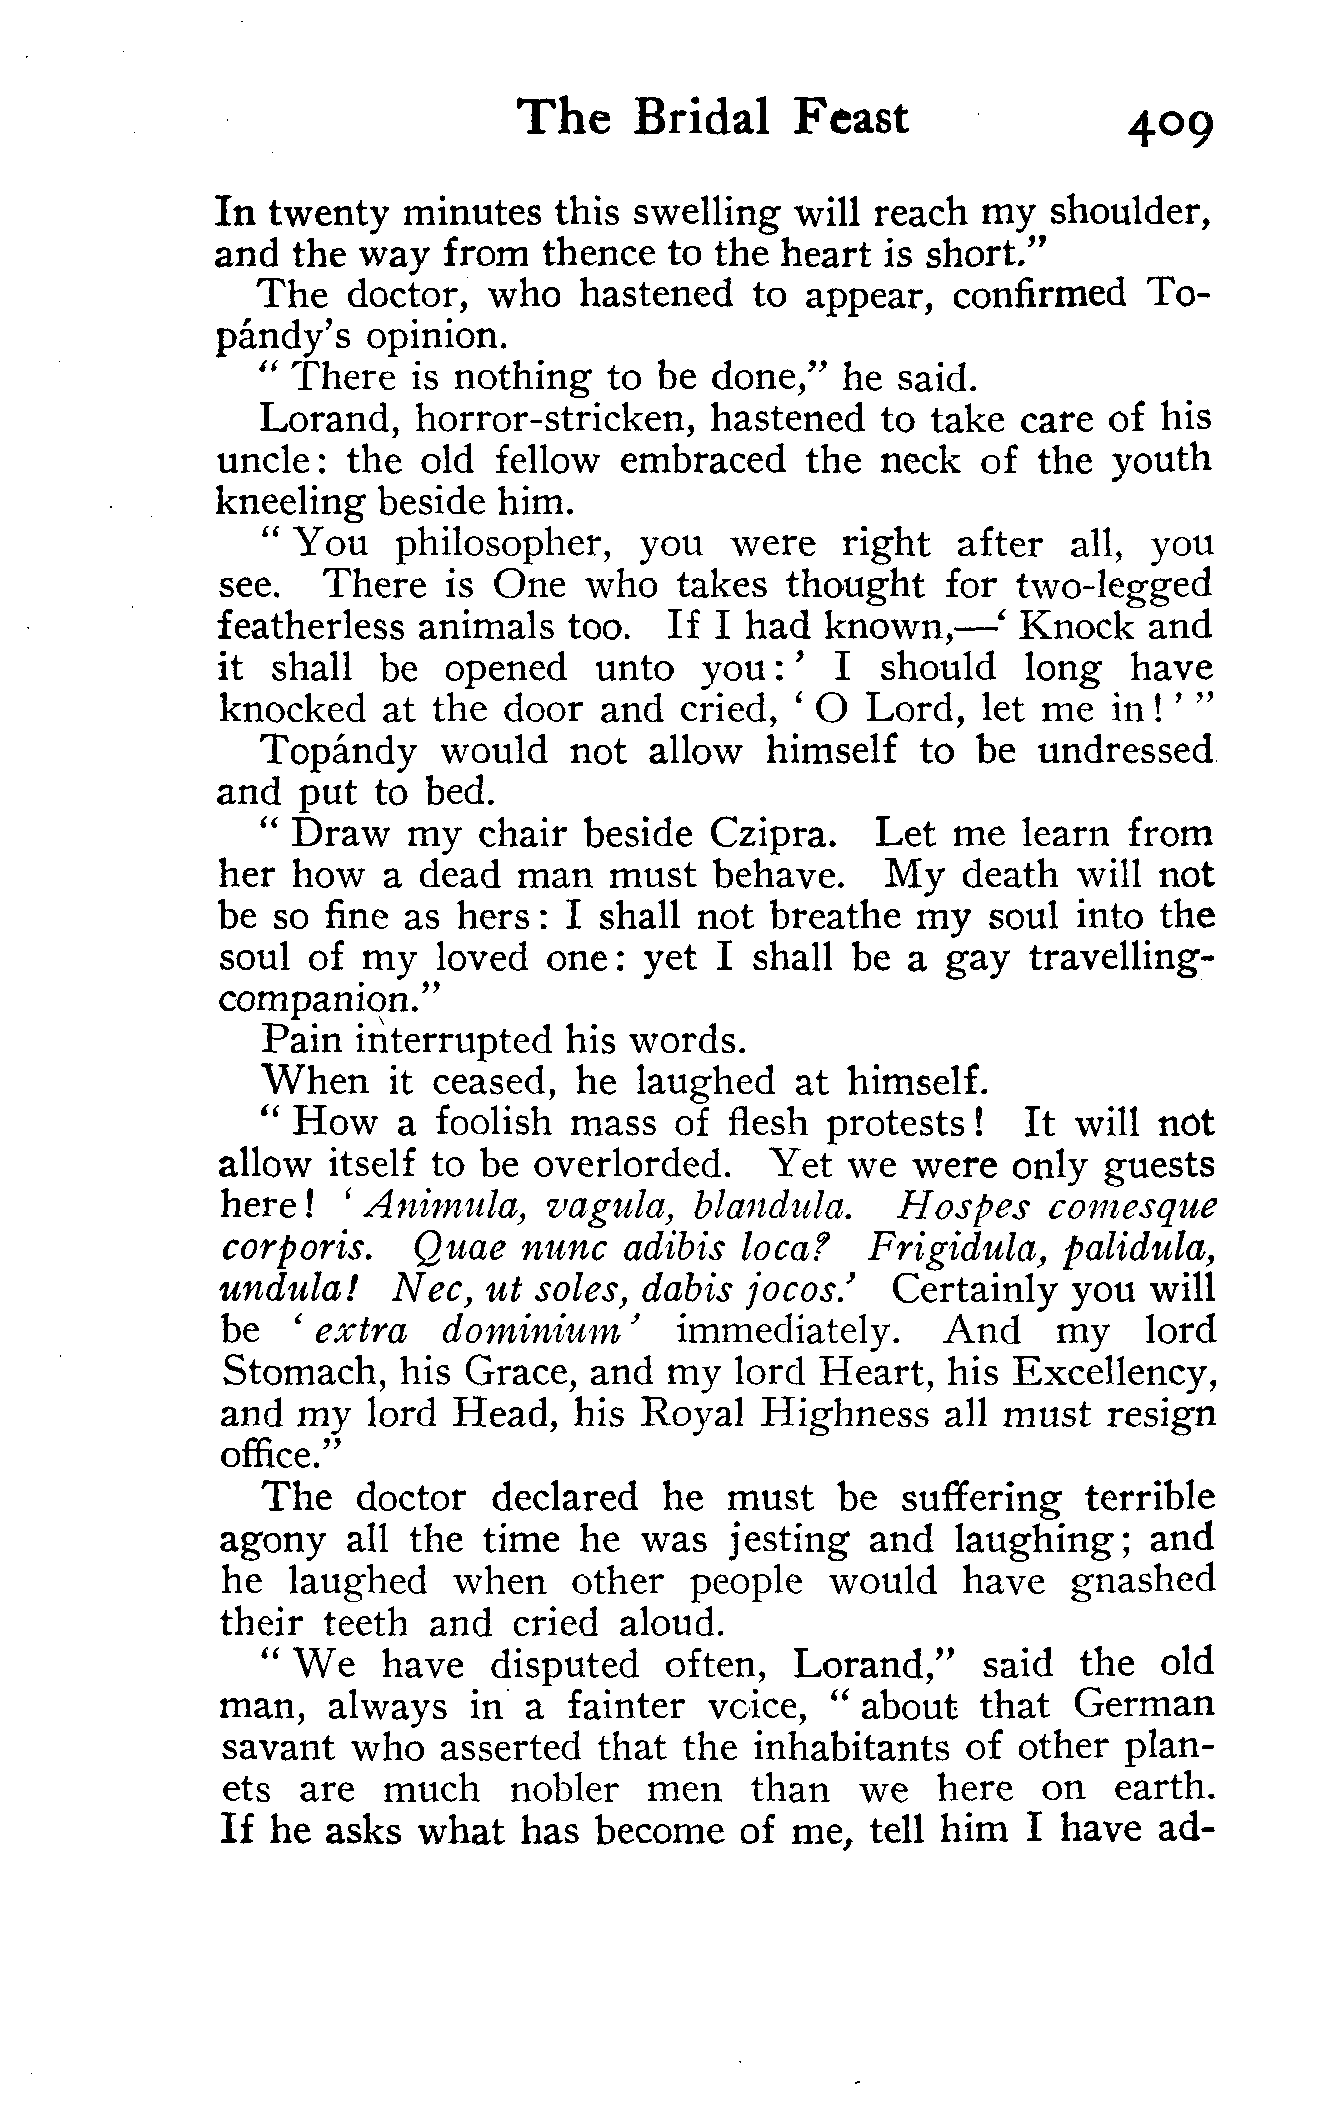 The Bridal Feast 409
In twenty minutes this swelling will reach my shoulder,
and the way from thence to the heart is short."
The doctor, who hastened to appear, confirmed To-
pándy's opinion.
" There is nothing to be done," he said.
Lorand, horror-stricken, hastened to take care of his
uncle: the old fellow embraced the neck of the youth
kneeling beside him.
" You philosopher, you were right after all, you
see. There is One who takes thought for two-legged
featherless animals too. If I had known,—' Knock and
it shall be opened unto you:' I should long have
knocked at the door and cried, ' O Lord, let me in!' "
Topándy would not allow himself to be undressed
and put to bed.
" Draw my chair beside Czipra. Let me learn from
her how a dead man must behave. My death will not
be so fine as hers: I shall not breathe my soul into the
soul of my loved one: yet I shall be a gay travelling-
companion."
Pain interrupted his words.
When it ceased, he laughed at himself.
" How a foolish mass of flesh protests! It will not
allow itself to be overlorded. Yet we were only guests
here! ' Animula, vagula, blandula. Hospes comesque
corporis. Quae nunc adibis loca? Frigidula, palidula,
undula! Nec, ut soles, dabis jocos.' Certainly you will
be ' extra dominium' immediately. And my lord
Stomach, his Grace, and my lord Heart, his Excellency,
and my lord Head, his Royal Highness all must resign
office."
The doctor declared he must be suffering terrible
agony all the time he was jesting and laughing; and
he laughed when other people would have gnashed
their teeth and cried aloud.
" We have disputed often, Lorand," said the old
man, always in a fainter voice, " about that German
savant who asserted that the inhabitants of other plan-
ets are much nobler men than we here on earth.
If he asks what has become of me, tell him I have ad-